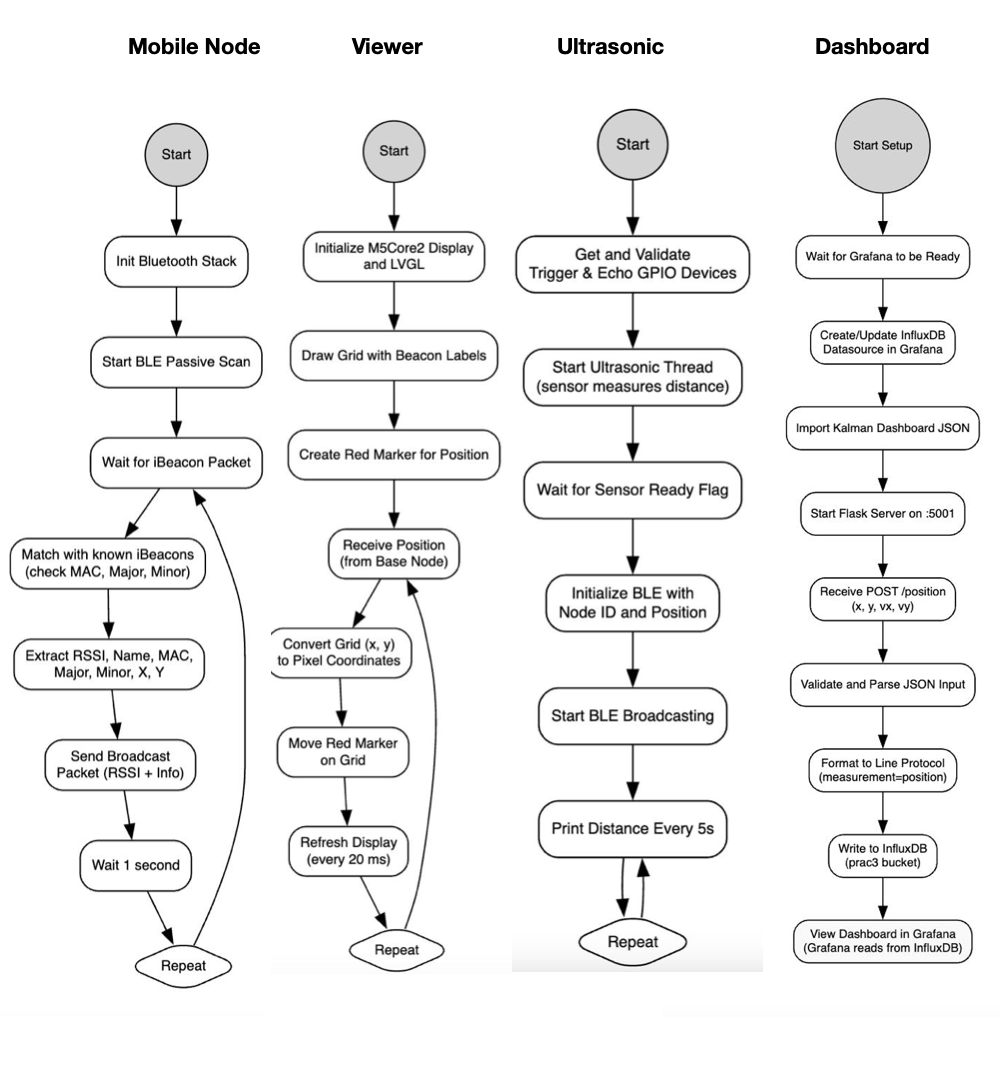 Mobile Node
Viewer
Ultrasonic
Dashboard
Start
Init Bluetooth Stack
Start BLE Passive Scan
Wait for iBeacon Packet
Match with known iBeacons
(check MAC, Major, Minor)
Extract RSSI, Name, MAC,
Major, Minor, X, Y
Send Broadcast
Packet (RSSI + Info)
Wait 1 second
Repeat
Start
Initialize M5Core2 Display
and LVGL
Draw Grid with Beacon Labels
Create Red Marker for Position
Receive Position
(from Base Node)
Convert Grid (x, y)
to Pixel Coordinates
Move Red Marker
on Grid
Refresh Display
(every 20 ms)
Repeat
Start
Get and Validate
Trigger & Echo GPIO Devices
Start Ultrasonic Thread
(sensor measures distance)
Wait for Sensor Ready Flag
Initialize BLE with
Node ID and Position
Start BLE Broadcasting
Print Distance Every 5s
Repeat
Start Setup
Wait for Grafana to be Ready
Create/Update InfluxDB
Datasource in Grafana
Import Kalman Dashboard JSON
Start Flask Server on :5001
Receive POST /position
(x, y, vx, vy)
Validate and Parse JSON Input
Format to Line Protocol
(measurement=position)
Write to InfluxDB
(prac3 bucket)
View Dashboard in Grafana
(Grafana reads from InfluxDB)